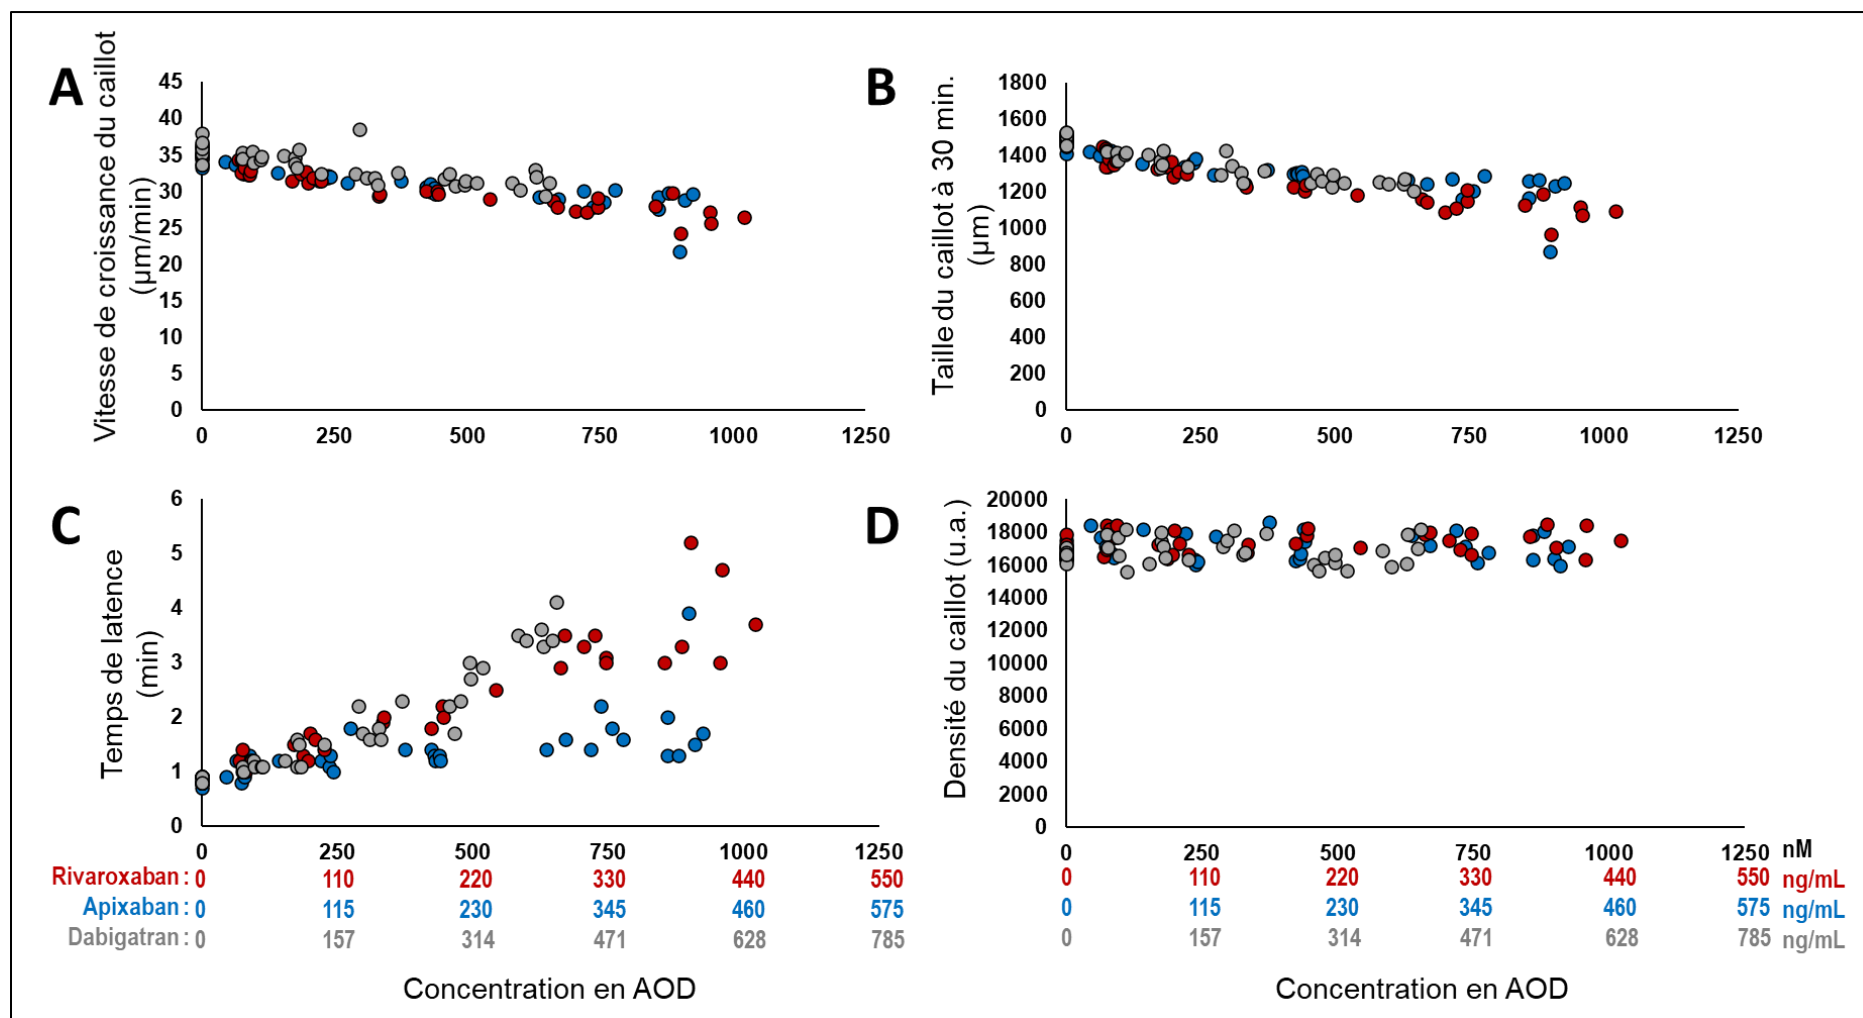 A
Vitesse de croissance du caillot
(µm/min)
45
40
35
30
25
20
15
10
5
0
0 250 500 750 1000 1250
B
Taille du caillot à 30 min.
(µm)
1800
1600
1400
1200
1000
800
600
400
200
0
0 250 500 750 1000 1250
C
Temps de latence
(min)
6
5
4
3
2
1
0
0 250 500 750 1000 1250
Rivaroxaban : 0 110 220 330 440 550
Apixaban : 0 115 230 345 460 575
Dabigatran : 0 157 314 471 628 785
Concentration en AOD
D
Densité du caillot (u.a.)
20000
18000
16000
14000
12000
10000
8000
6000
4000
2000
0
0 250 500 750 1000 1250 nM
0 110 220 330 440 550 ng/mL
0 115 230 345 460 575 ng/mL
0 157 314 471 628 785 ng/mL
Concentration en AOD